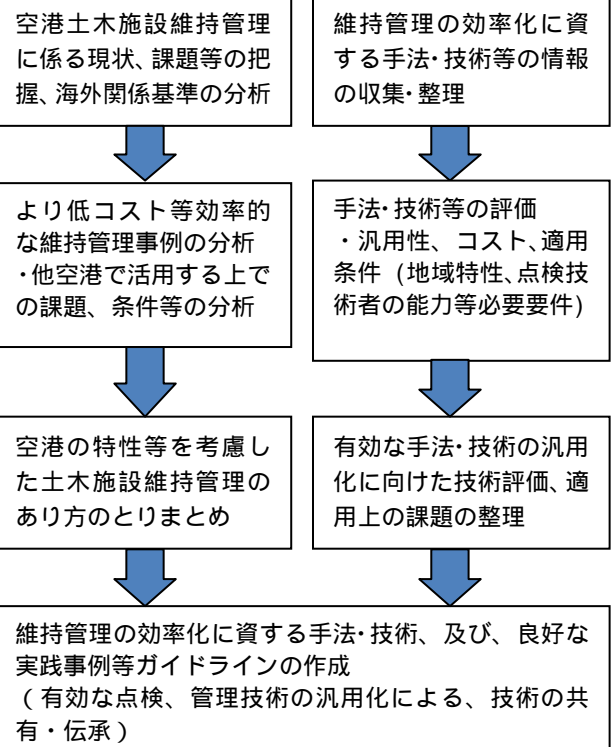 空港土木施設維持管理
に係る現状、課題等の把
握、海外関係基準の分析
維持管理の効率化に資
する手法・技術等の情報
の収集・整理
より低コスト等効率的
な維持管理事例の分析
・他空港で活用する上で
の課題、条件等の分析
手法・技術等の評価
・汎用性、コスト、適用
条件（地域特性、点検技
術者の能力等必要要件）
空港の特性等を考慮し
た土木施設維持管理の
あり方のとりまとめ
有効な手法・技術の汎用
化に向けた技術評価、適
用上の課題の整理
維持管理の効率化に資する手法・技術、及び、良好な
実践事例等ガイドラインの作成
（有効な点検、管理技術の汎用化による、技術の共
有・伝承）